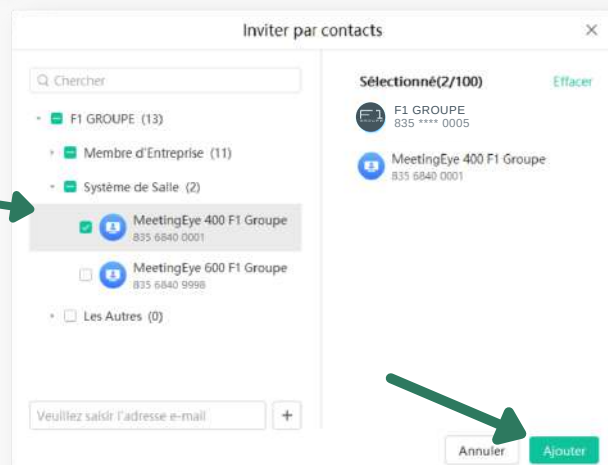 Inviter par contacts
Chercher
F1 GROUPE (13)
Membre d'Entreprise (11)
Système de Salle (2)
MeetingEye 400 F1 Groupe
835 6840 0001
MeetingEye 600 F1 Groupe
835 6840 9998
Les Autres (0)
Veuillez saisir l'adresse e-mail
+
Sélectionné(2/100)
Effacer
F1
GROUPE
F1 GROUPE
835 **** 0005
MeetingEye 400 F1 Groupe
835 6840 0001
Annuler
Ajouter